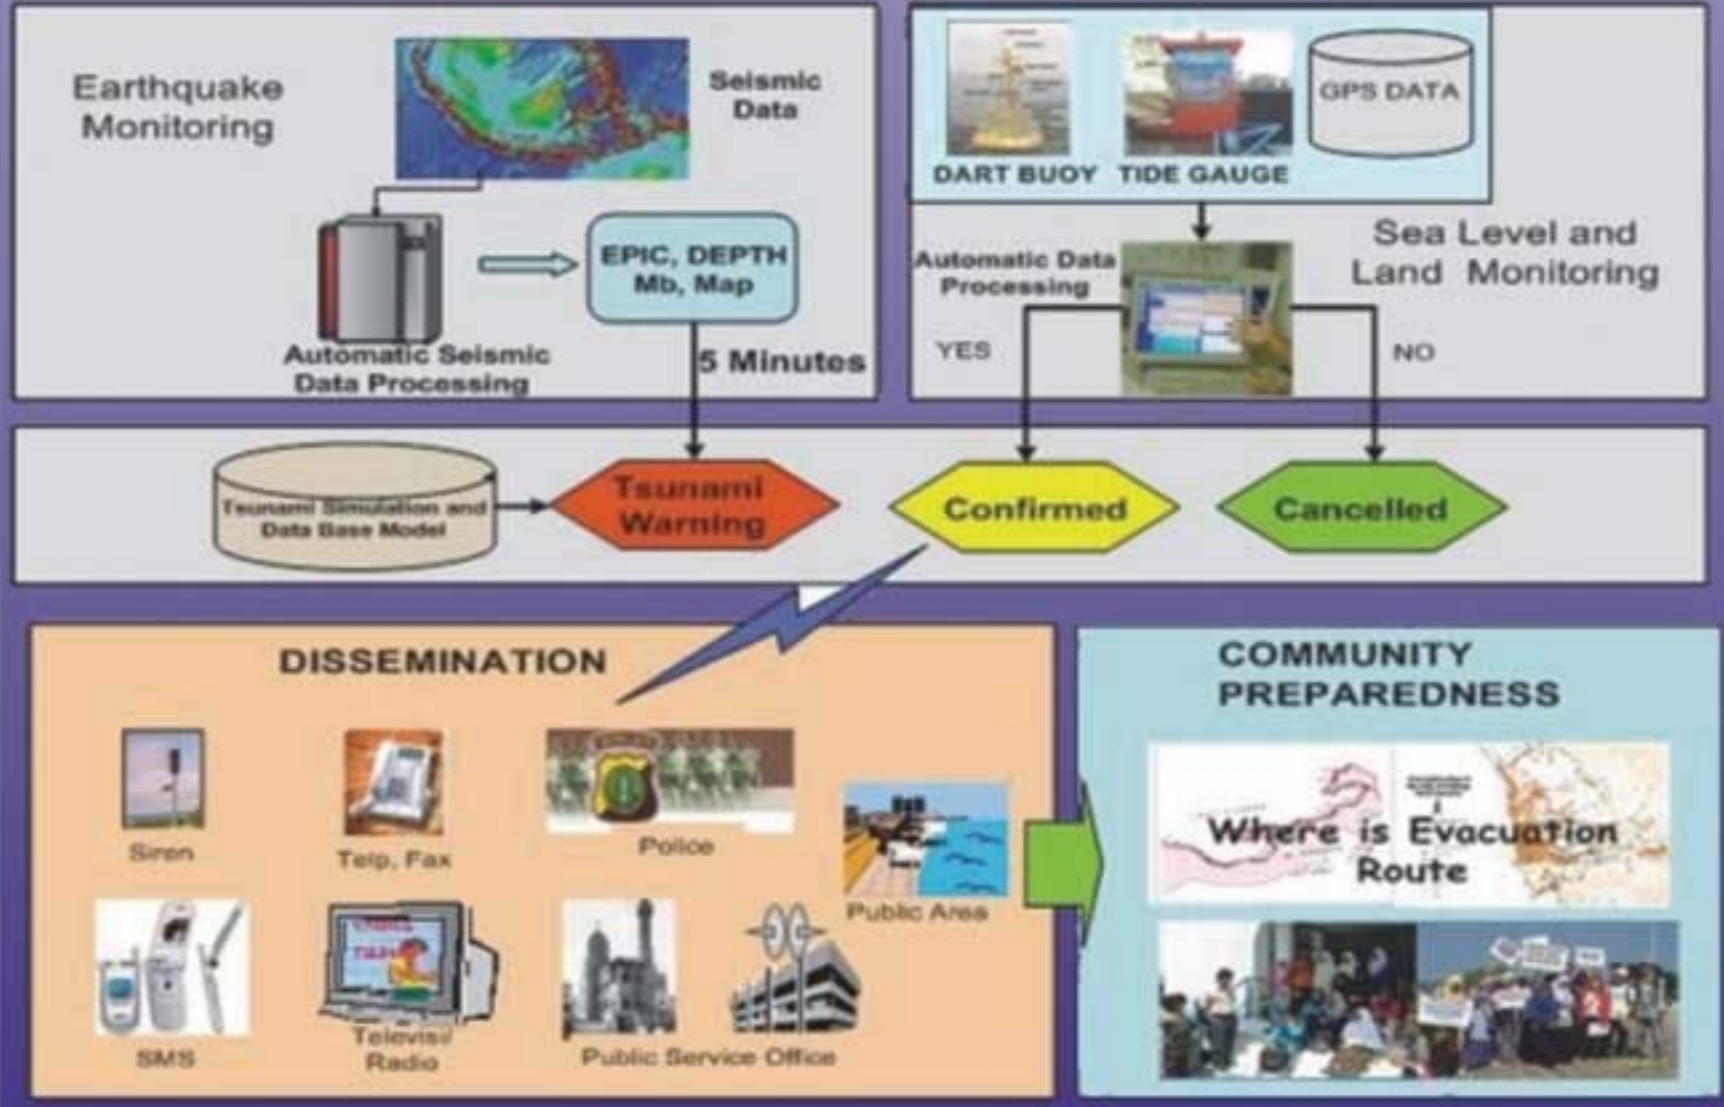 Earthquake
Monitoring
Seismic
Data
EPIC, DEPTH
Mb, Map
Automatic Seismic
Data Processing
5 Minutes
DART BUOY
TIDE GAUGE
GPS DATA
Automatic Data
Processing
Sea Level and
Land Monitoring
YES
NO
Tsunami Simulation and
Data Base Model
Tsunami
Warning
Confirmed
Cancelled
DISSEMINATION
Siren
Telp, Fax
Police
Public Area
SMS
Televisi/
Radio
Public Service Office
COMMUNITY
PREPAREDNESS
Where is Evacuation
Route